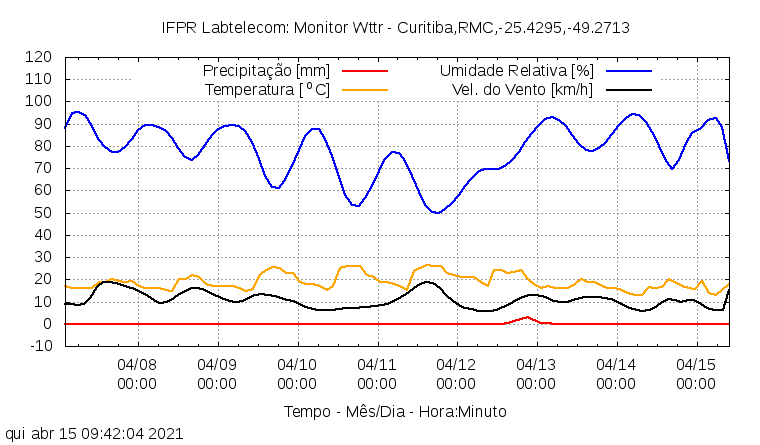 IFPR Labtelecom: Monitor Wttr - Curitiba,RMC,-25.4295,-49.2713
Precipitação [mm]
Umidade Relativa [%]
Temperatura [⁰C]
Vel. do Vento [km/h]
120
110
100
90
80
70
60
50
40
30
20
10
0
-10
04/08 04/09 04/10 04/11 04/12 04/13 04/14 04/15
00:00 00:00 00:00 00:00 00:00 00:00 00:00 00:00
Tempo - Mês/Dia - Hora:Minuto
qui abr 15 09:42:04 2021